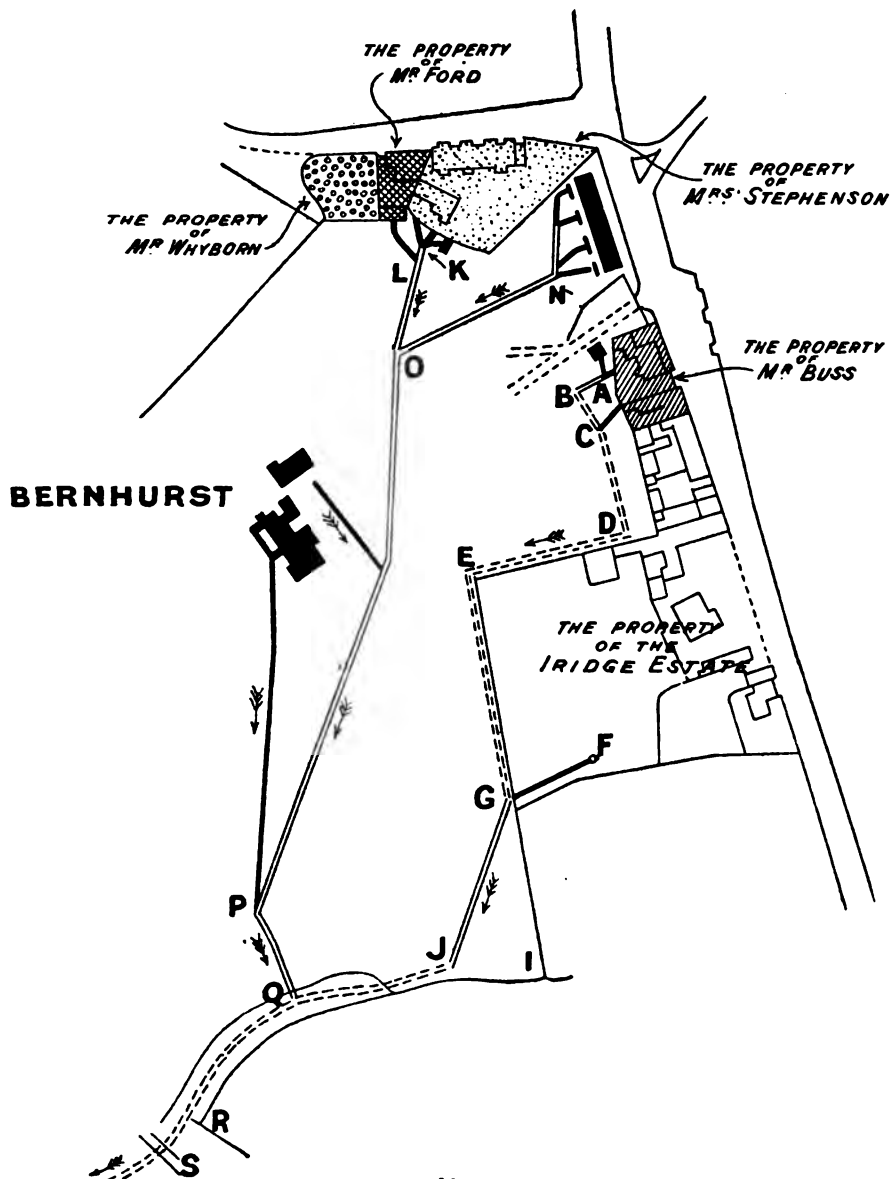 THE PROPERTY
OF
MR. FORD
THE PROPERTY
OF
MRS. STEPHENSON
THE PROPERTY
OF
MR. WHYBORN
L
K
N
O
THE PROPERTY
OF
MR. BUSS
B
A
C
BERNHURST
D
E
THE PROPERTY
OF THE
IRIDGE ESTATE
F
G
P
J
I
Q
R
S